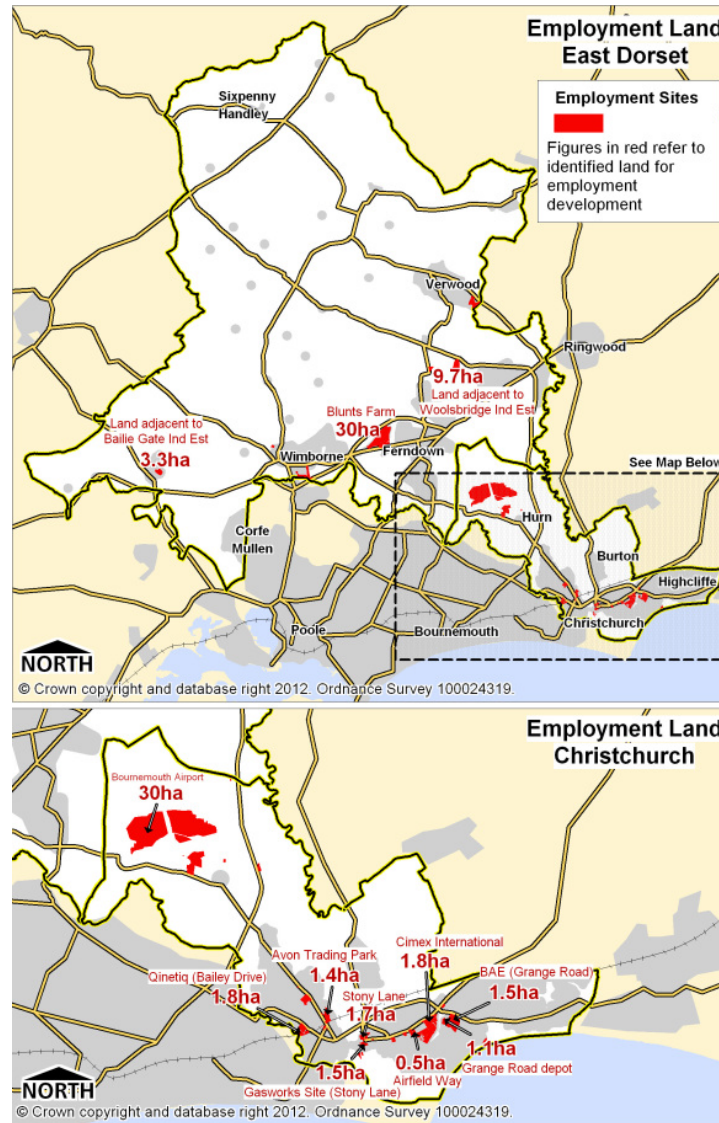 Employment Land
East Dorset
Employment Sites
Figures in red refer to
identified land for
employment
development
Sixpenny
Handley
Verwood
Ringwood
9.7ha
Land adjacent to
Woolsbridge Ind Est
Blunts Farm
30ha
Land adjacent to
Bailie Gate Ind Est
3.3ha
Wimborne
Ferndown
See Map Below
Hurn
Corfe
Mullen
Burton
Highcliffe
Christchurch
Poole
Bournemouth
NORTH
© Crown copyright and database right 2012. Ordnance Survey 100024319.
Employment Land
Christchurch
Bournemouth Airport
30ha
Cimex International
1.8ha
Avon Trading Park
1.4ha
Qinetiq (Bailey Drive)
1.8ha
BAE (Grange Road)
1.5ha
Stony Lane
1.7ha
1.5ha
Gasworks Site (Stony Lane)
0.5ha
Airfield Way
1.1ha
Grange Road depot
NORTH
© Crown copyright and database right 2012. Ordnance Survey 100024319.